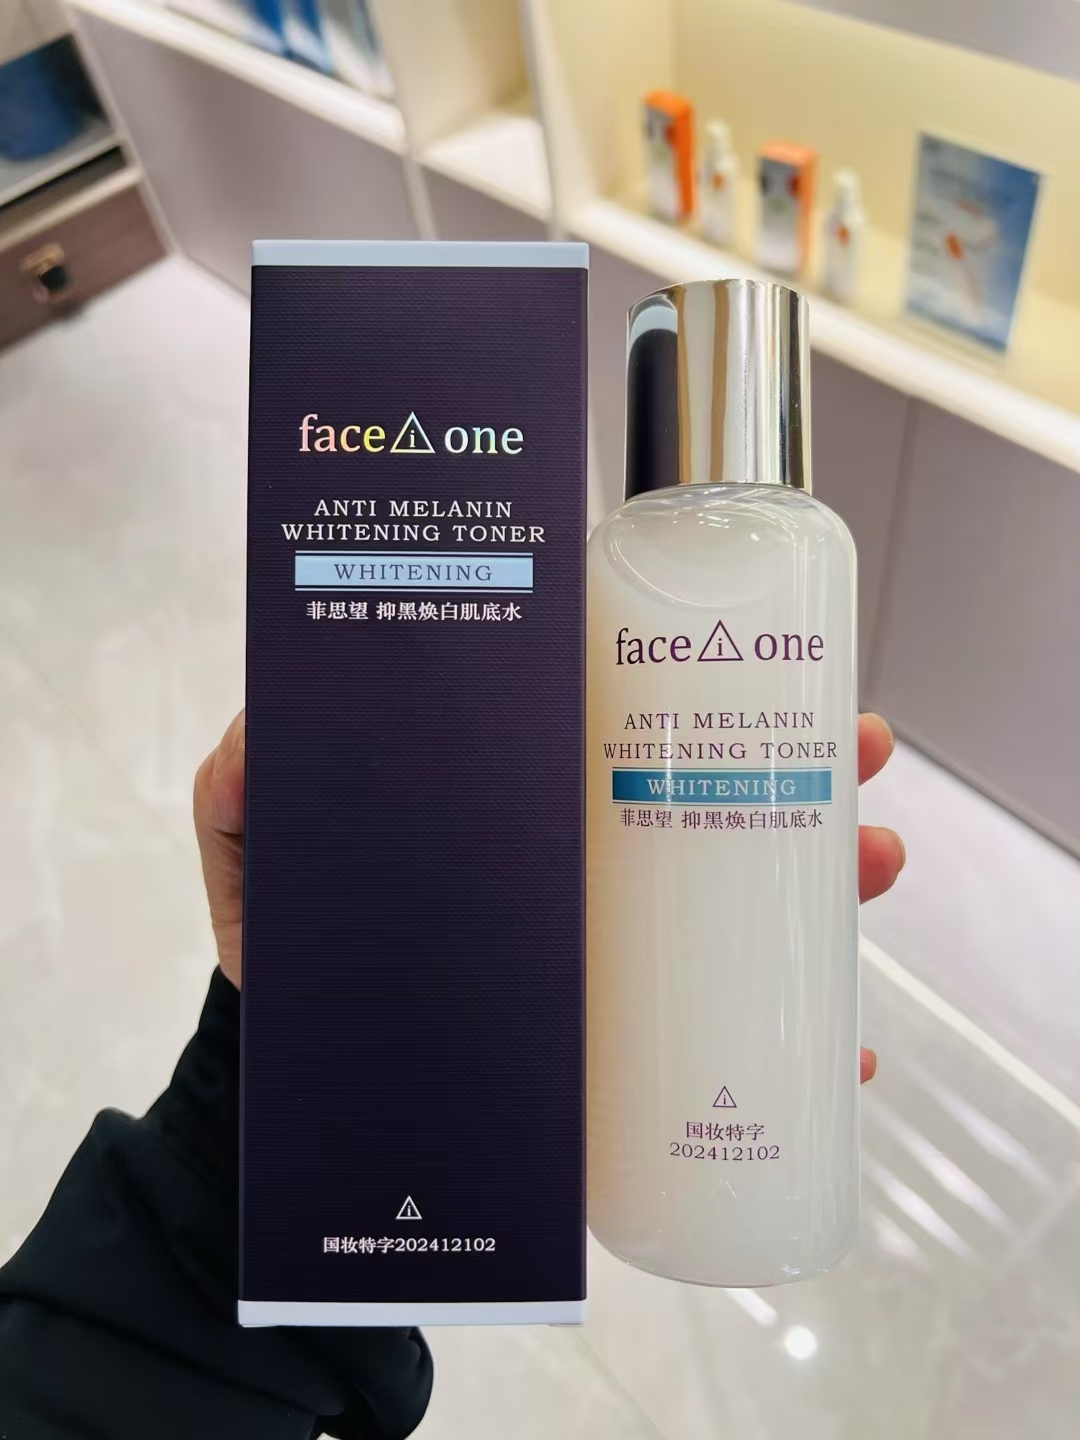 face i one
ANTI MELANIN
WHITENING TONER
WHITENING
菲思望 抑黑焕白肌底水
i
国妆特字202412102
face i one
ANTI MELANIN
WHITENING TONER
WHITENING
菲思望 抑黑焕白肌底水
i
国妆特字
202412102